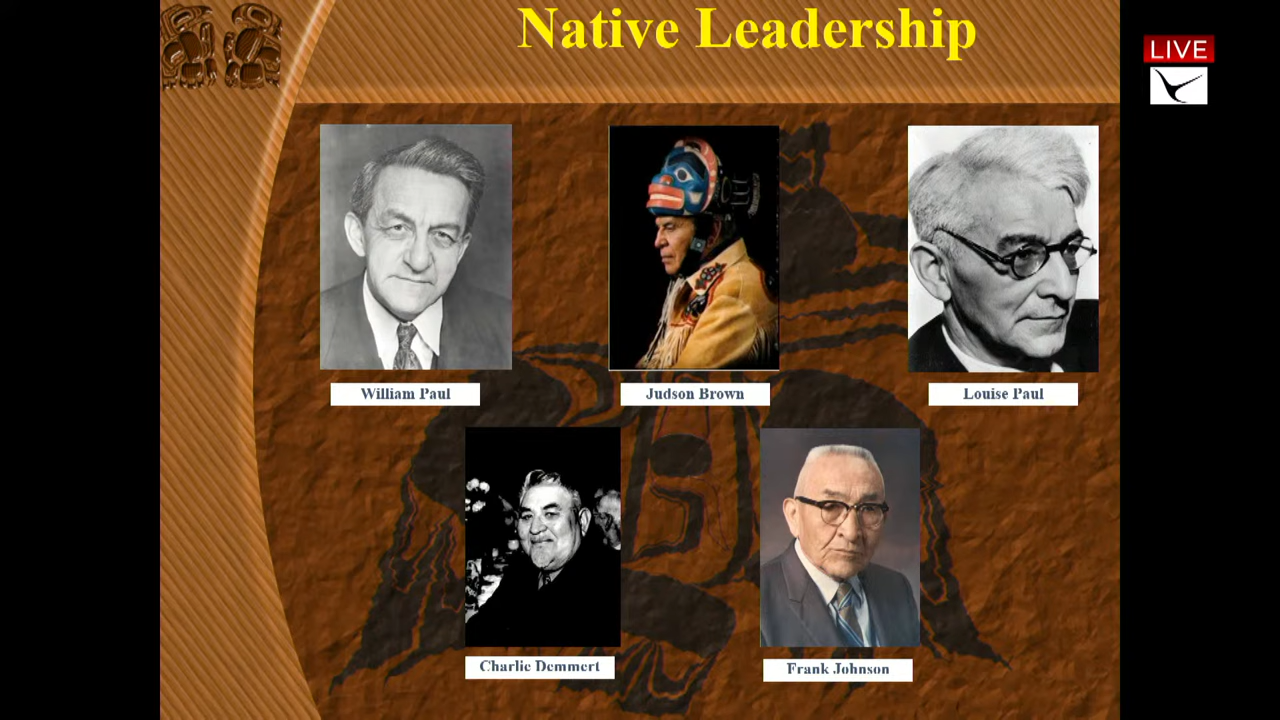 Native Leadership
LIVE
William Paul
Judson Brown
Louise Paul
Charlie Demmert
Frank Johnson